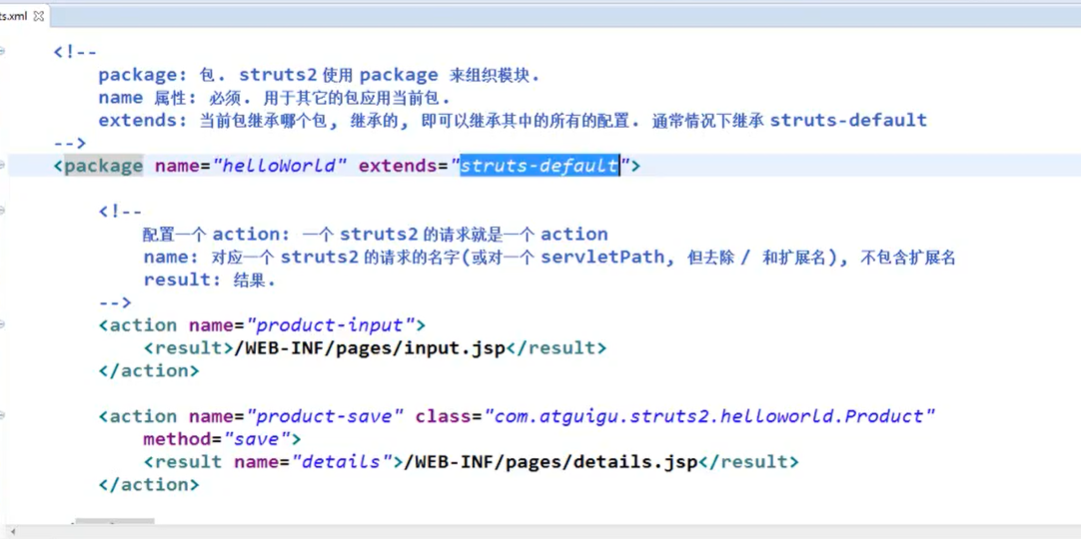 ts.xml
<!--
package: 包. struts2 使用 package 来组织模块.
name 属性: 必须. 用于其它的包应用当前包.
extends: 当前包继承哪个包, 继承的, 即可以继承其中的所有的配置. 通常情况下继承 struts-default
-->
<package name="helloWorld" extends="struts-default">
<!--
配置一个 action: 一个 struts2 的请求就是一个 action
name: 对应一个 struts2 的请求的名字(或对一个 servletPath, 但去除 / 和扩展名), 不包含扩展名
result: 结果.
-->
<action name="product-input">
<result>/WEB-INF/pages/input.jsp</result>
</action>
<action name="product-save" class="com.atguigu.struts2.helloworld.Product"
method="save">
<result name="details">/WEB-INF/pages/details.jsp</result>
</action>